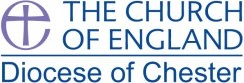 THE CHURCH
OF ENGLAND
Diocese of Chester